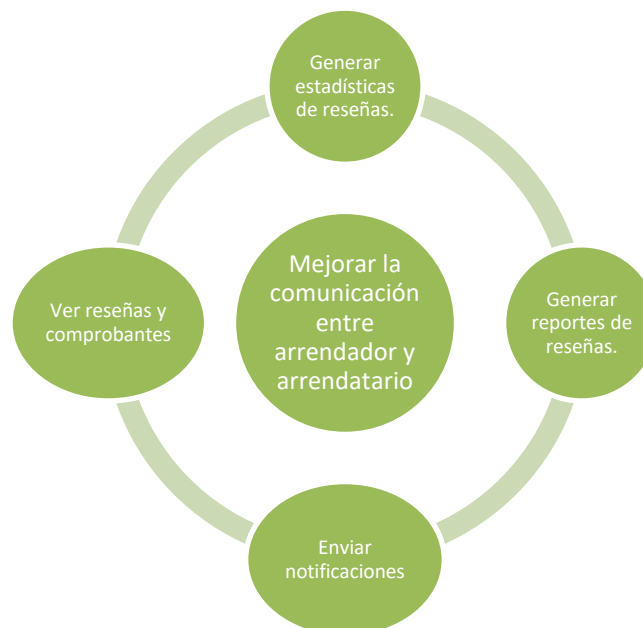 Generar
estadísticas
de reseñas.
Ver reseñas y
comprobantes
Mejorar la
comunicación
entre
arrendador y
arrendatario
Generar
reportes de
reseñas.
Enviar
notificaciones